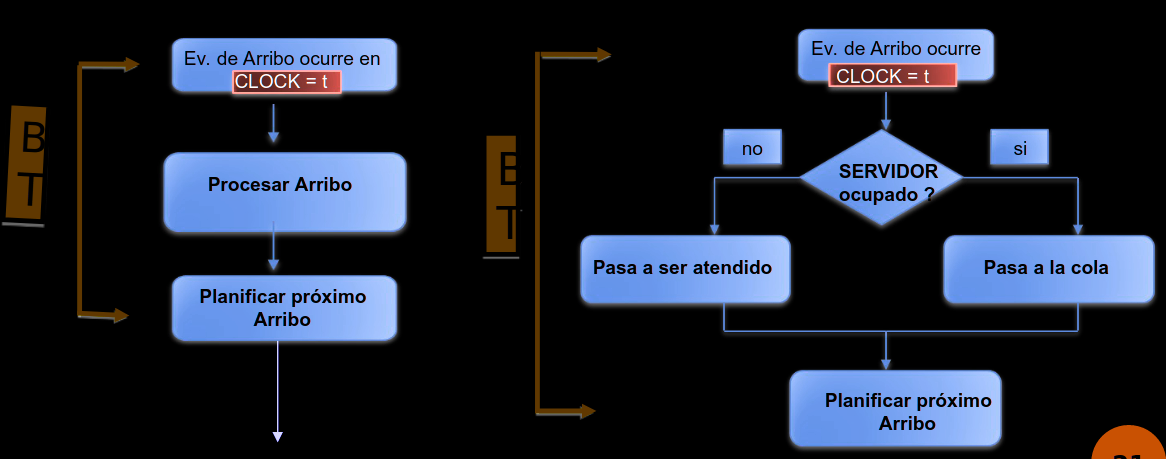 B
T
Ev. de Arribo ocurre en
CLOCK = t
Procesar Arribo
Planificar próximo
Arribo
T
Ev. de Arribo ocurre
CLOCK = t
no
si
SERVIDOR
ocupado ?
Pasa a ser atendido
Pasa a la cola
Planificar próximo
Arribo